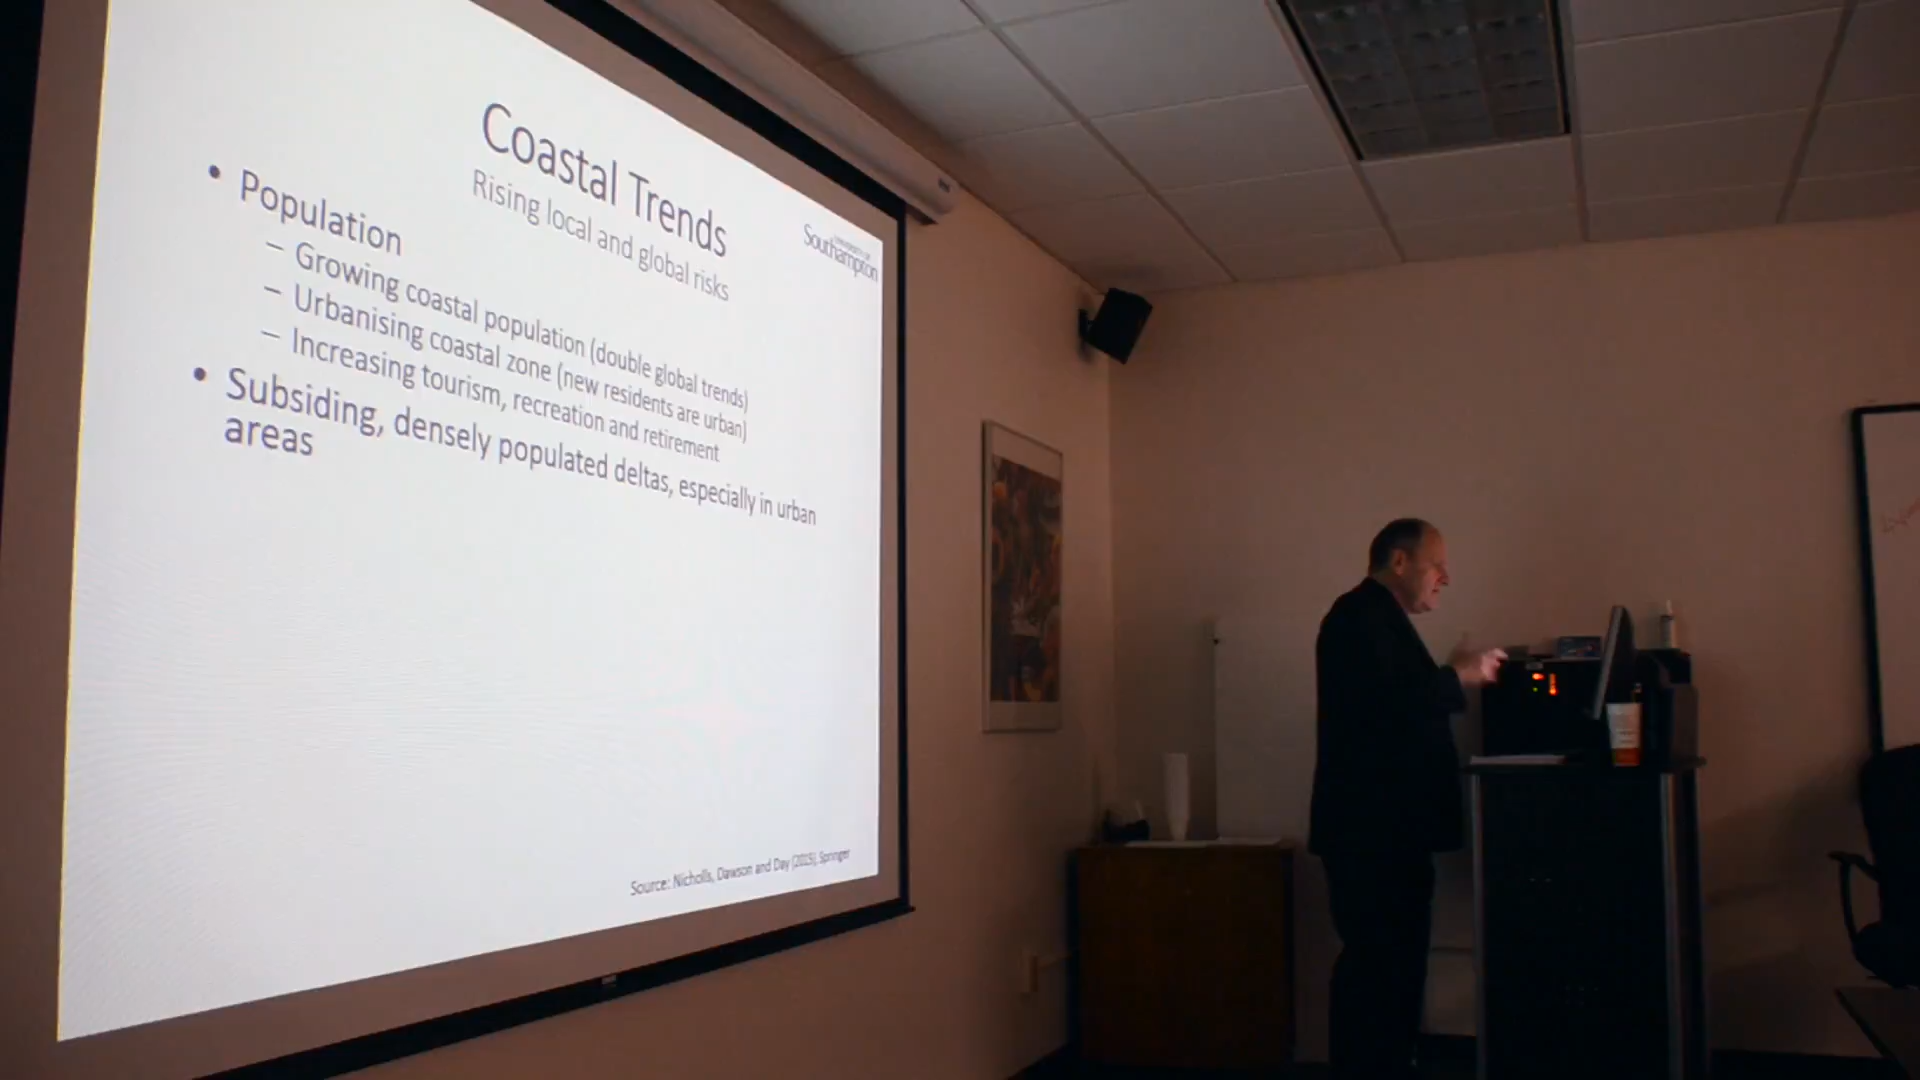 Coastal Trends
Rising local and global risks
UNIVERSITY OF
Southampton
• Population
– Growing coastal population (double global trends)
– Urbanising coastal zone (new residents are urban)
– Increasing tourism, recreation and retirement
• Subsiding, densely populated deltas, especially in urban
areas
Source: Nicholls, Dawson and Day (2015), Springer